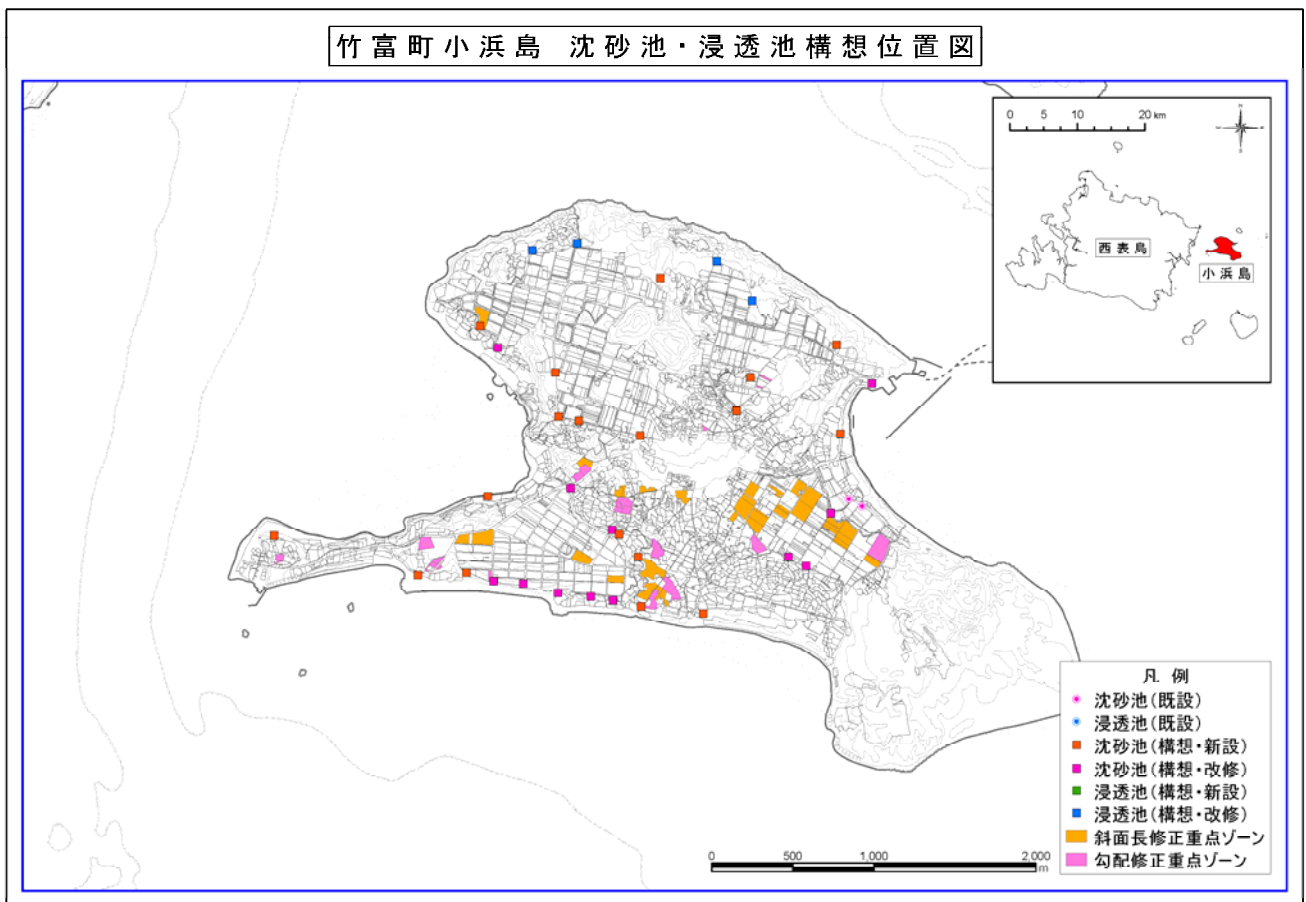 竹富町小浜島 沈砂池・浸透池構想位置図
0 5 10 20 km
N
S
西表島
小浜島
凡 例
沈砂池(既設)
浸透池(既設)
沈砂池(構想・新設)
沈砂池(構想・改修)
浸透池(構想・新設)
浸透池(構想・改修)
斜面長修正重点ゾーン
勾配修正重点ゾーン
0 500 1,000 2,000
m